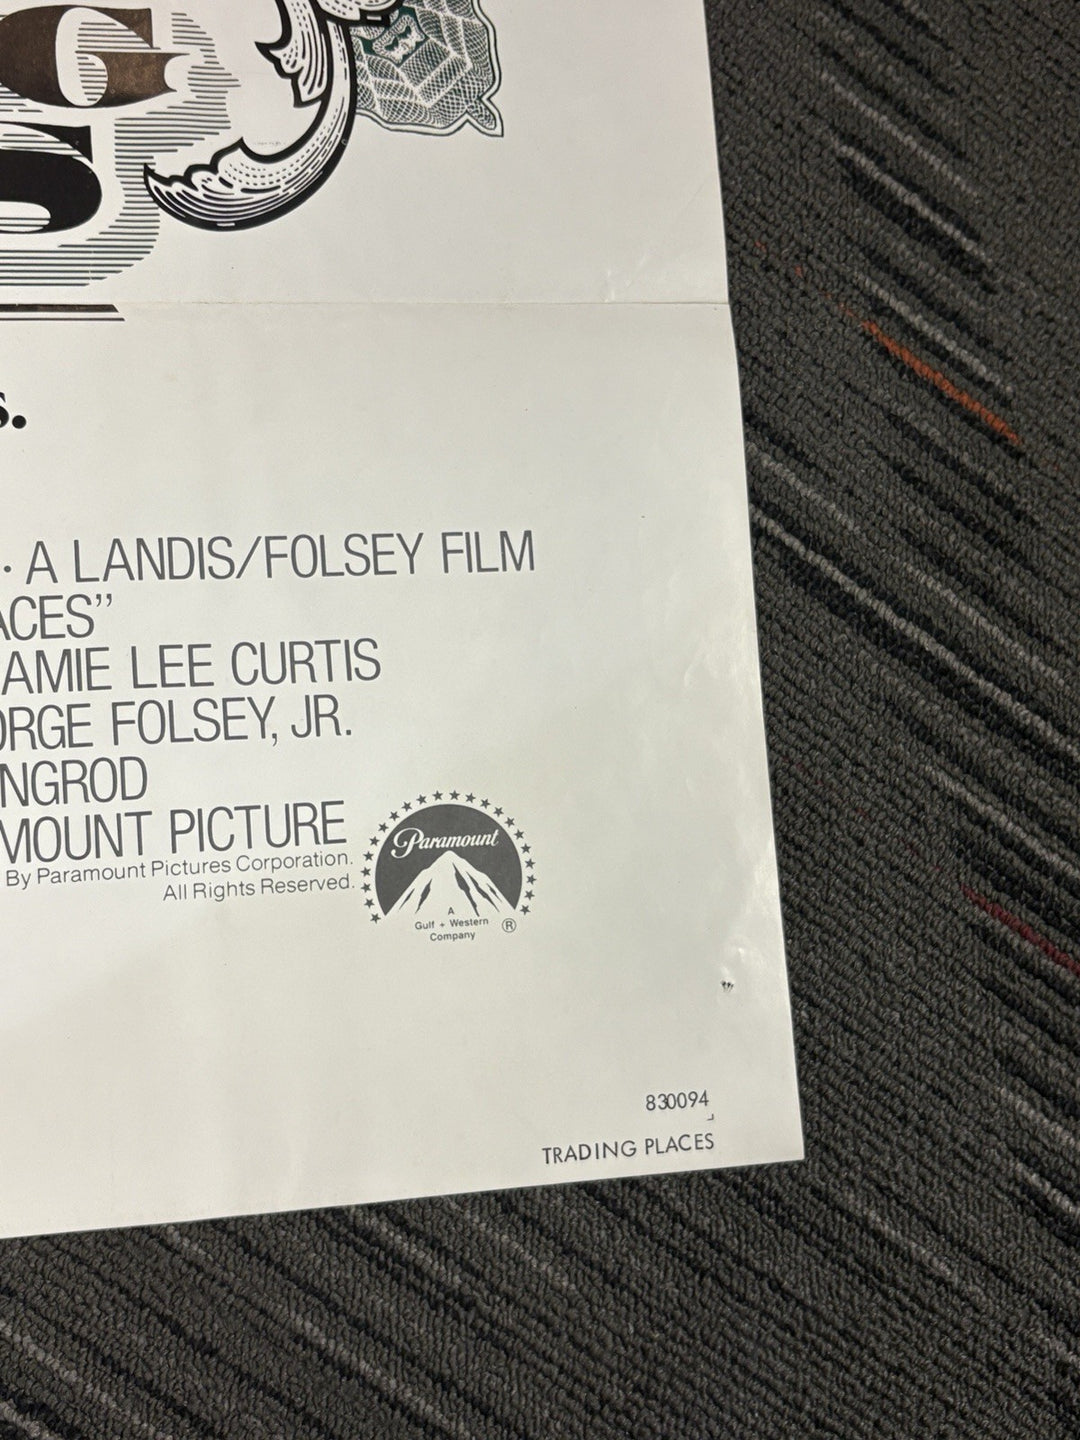 G
S
s.
· A LANDIS/FOLSEY FILM
ACES”
AMIE LEE CURTIS
ORGE FOLSEY, JR.
NGROD
MOUNT PICTURE
By Paramount Pictures Corporation.
All Rights Reserved.
Paramount
A
Gulf + Western
Company
®
830094
TRADING PLACES